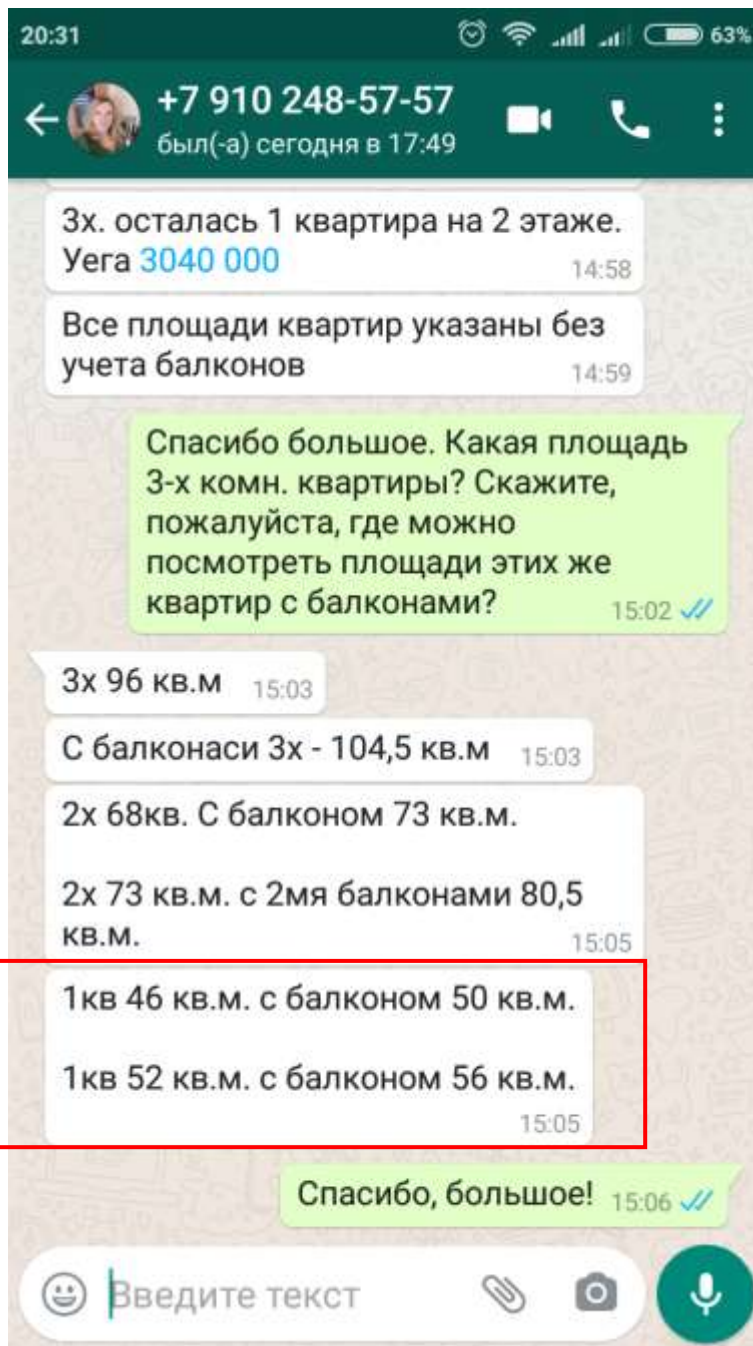 20:31
63%
+7 910 248-57-57
был(-а) сегодня в 17:49
3х. осталась 1 квартира на 2 этаже.
Уега 3040 000
14:58
Все площади квартир указаны без
учета балконов
14:59
Спасибо большое. Какая площадь
3-х комн. квартиры? Скажите,
пожалуйста, где можно
посмотреть площади этих же
квартир с балконами?
15:02
3х 96 кв.м 15:03
С балконаси 3х - 104,5 кв.м 15:03
2х 68кв. С балконом 73 кв.м.
2х 73 кв.м. с 2мя балконами 80,5
кв.м.
15:05
1кв 46 кв.м. с балконом 50 кв.м.
1кв 52 кв.м. с балконом 56 кв.м.
15:05
Спасибо, большое! 15:06
Введите текст